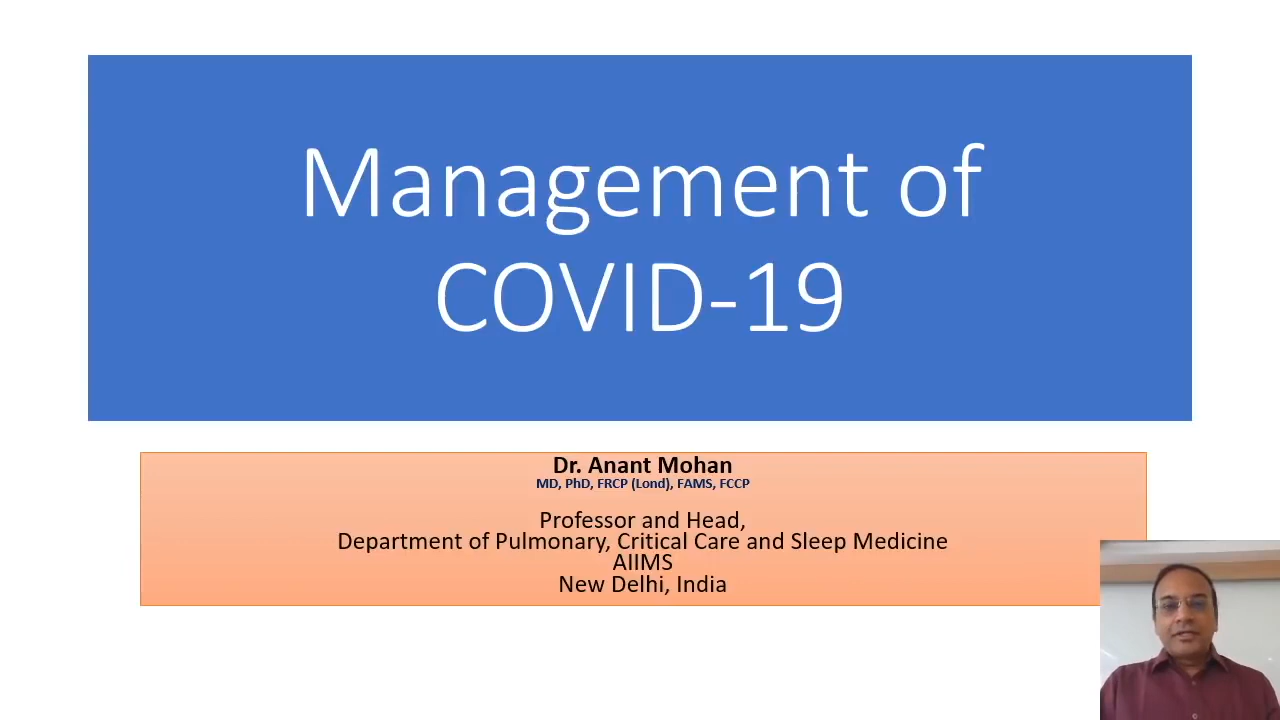 Management of
COVID-19
Dr. Anant Mohan
MD, PhD, FRCP (Lond), FAMS, FCCP
Professor and Head,
Department of Pulmonary, Critical Care and Sleep Medicine
AIIMS
New Delhi, India